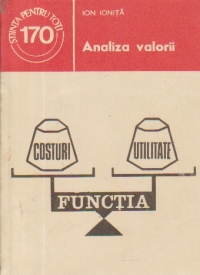 ȘTIINȚA PENTRU TOȚI
170
ION IONIȚĂ
Analiza valorii
COSTURI
UTILITATE
FUNCȚIA